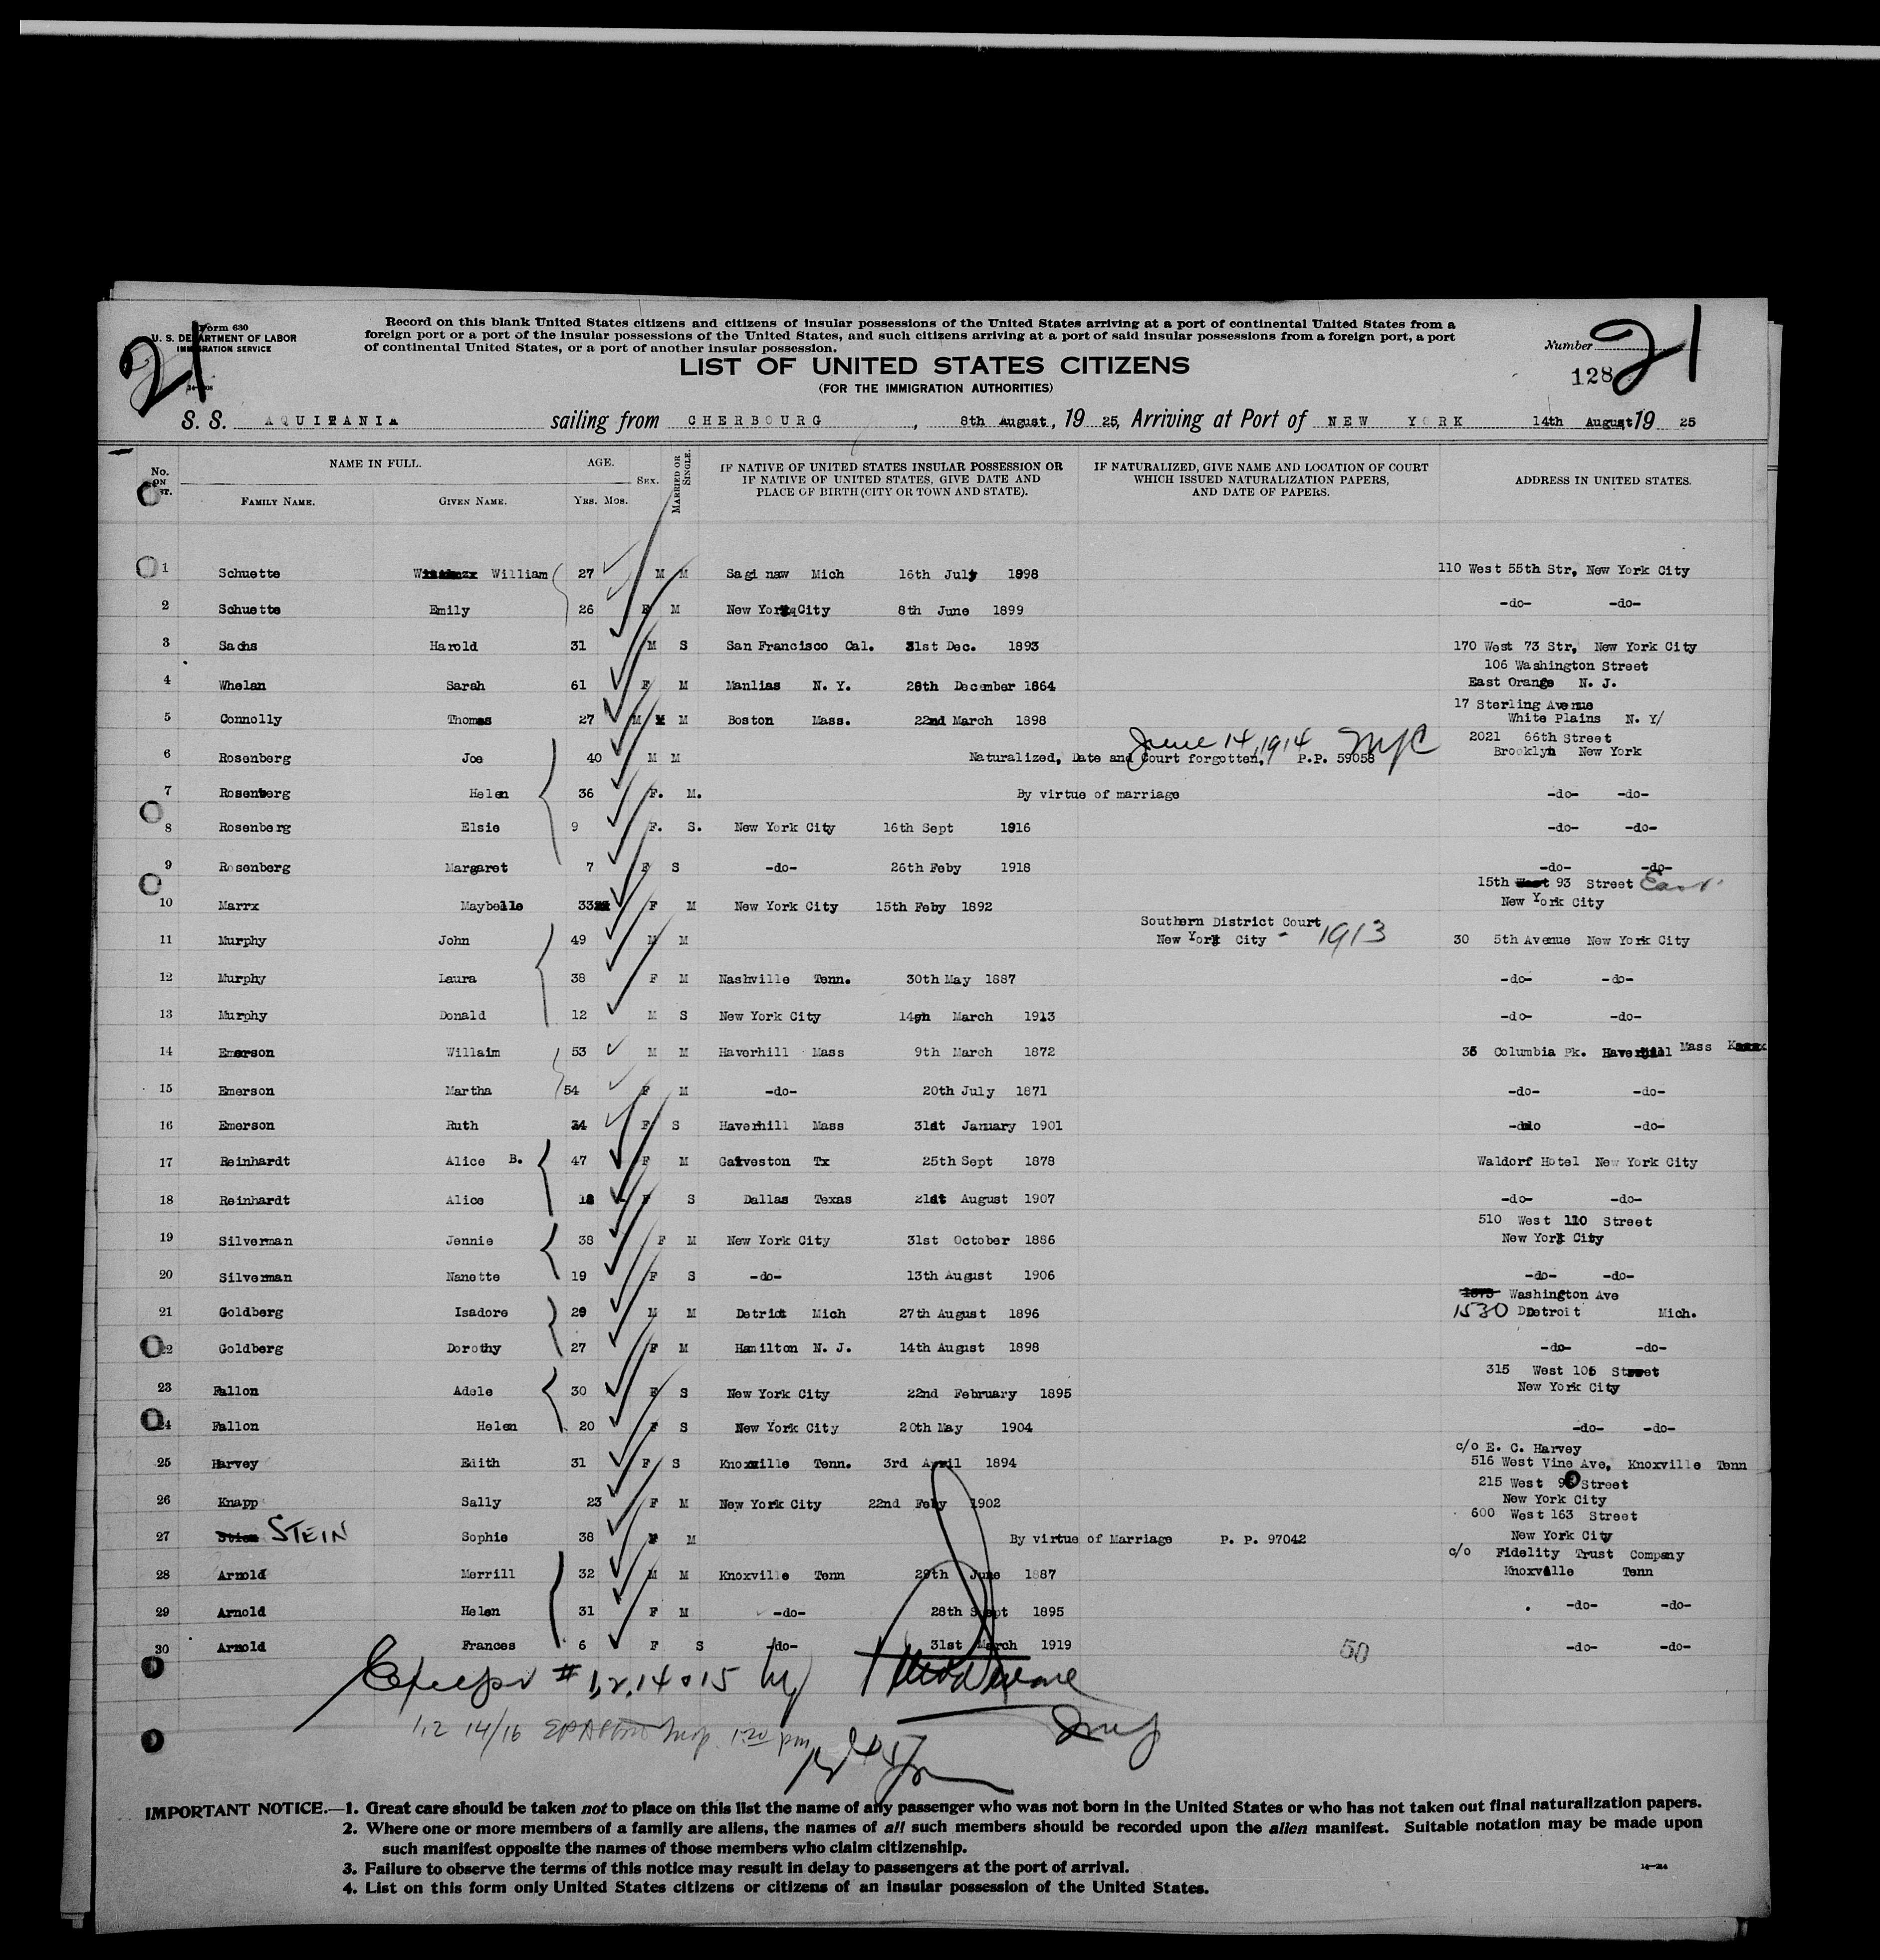 21
Form 630
U. S. DEPARTMENT OF LABOR
IMMIGRATION SERVICE
Record on this blank United States citizens and citizens of insular possessions of the United States arriving at a port of continental United States from a
foreign port or a port of the insular possessions of the United States, and such citizens arriving at a port of said insular possessions from a foreign port, a port
of continental United States, or a port of another insular possession.
Number 21
128
LIST OF UNITED STATES CITIZENS
(FOR THE IMMIGRATION AUTHORITIES)
S. S. AQUITANIA sailing from CHERBOURG , 8th August, 19 25, Arriving at Port of NEW YORK 14th August 19 25
No. ON LIST. NAME IN FULL. AGE. SEX. MARRIED OR SINGLE. IF NATIVE OF UNITED STATES INSULAR POSSESSION OR IF NATIVE OF UNITED STATES, GIVE DATE AND PLACE OF BIRTH (CITY OR TOWN AND STATE). IF NATURALIZED, GIVE NAME AND LOCATION OF COURT WHICH ISSUED NATURALIZATION PAPERS, AND DATE OF PAPERS. ADDRESS IN UNITED STATES.
FAMILY NAME. GIVEN NAME. YRS. MOS.
1 Schuette William 27 M M Saginaw Mich 16th July 1898 110 West 55th Str, New York City
2 Schuette Emily 26 F M New York City 8th June 1899 -do- -do-
3 Sachs Harold 31 M S San Francisco Cal. 31st Dec. 1893 170 West 73 Str, New York City
106 Washington Street
4 Whelan Sarah 61 F M Manlias N. Y. 28th December 1864 East Orange N. J.
17 Sterling Avenue
5 Connolly Thomas 27 M M Boston Mass. 22nd March 1898 White Plains N. Y/
June 14, 1914 NYC 2021 66th Street
6 Rosenberg Joe 40 M M Naturalized, Date and Court forgotten, P.P. 59058 Brooklyn New York
7 Rosenberg Helen 36 F. M. By virtue of marriage -do- -do-
8 Rosenberg Elsie 9 F. S. New York City 16th Sept 1916 -do- -do-
9 Rosenberg Margaret 7 F S -do- 26th Feby 1918 -do- -do-
15th West 93 Street East
10 Marrx Maybelle 33 F M New York City 15th Feby 1892 New York City
Southern District Court
11 Murphy John 49 M M New York City - 1913 30 5th Avenue New York City
12 Murphy Laura 38 F M Nashville Tenn. 30th May 1887 -do- -do-
13 Murphy Donald 12 M S New York City 14th March 1913 -do- -do-
14 Emerson Willaim 53 M M Haverhill Mass 9th March 1872 35 Columbia Pk. Haverhill Mass
15 Emerson Martha 54 F M -do- 20th July 1871 -do- -do-
16 Emerson Ruth 24 F S Haverhill Mass 31st January 1901 -do -do-
17 Reinhardt Alice B. 47 F M Galveston Tx 25th Sept 1878 Waldorf Hotel New York City
18 Reinhardt Alice 18 F S Dallas Texas 21st August 1907 -do- -do-
510 West 110 Street
19 Silverman Jennie 38 F M New York City 31st October 1886 New York City
20 Silverman Nanette 19 F S -do- 13th August 1906 -do- -do-
Washington Ave
21 Goldberg Isadore 29 M M Detriot Mich 27th August 1896 1530 DDetroit Mich.
22 Goldberg Dorothy 27 F M Hamilton N. J. 14th August 1898 -do- -do-
315 West 105 Street
23 Fallon Adele 30 F S New York City 22nd February 1895 New York City
24 Fallon Helen 20 F S New York City 20th May 1904 -do- -do-
c/o E. C. Harvey
25 Harvey Edith 31 F S Knoxville Tenn. 3rd April 1894 516 West Vine Ave, Knoxville Tenn
215 West Street
26 Knapp Sally 23 F M New York City 22nd Feby 1902 New York City
600 West 163 Street
27 STEIN Sophie 38 F M By virtue of Marriage P. P. 97042 New York City
c/o Fidelity Trust Company
28 Arnold Merrill 32 M M Knoxville Tenn 29th June 1887 Knoxville Tenn
29 Arnold Helen 31 F M -do- 28th Sept 1895 -do- -do-
30 Arnold Frances 6 F S -do- 31st March 1919 -do- -do-
50
Except # 1, 2, 14 & 15 by
1,2 14/16
IMPORTANT NOTICE.—1. Great care should be taken not to place on this list the name of any passenger who was not born in the United States or who has not taken out final naturalization papers.
2. Where one or more members of a family are aliens, the names of all such members should be recorded upon the alien manifest. Suitable notation may be made upon
such manifest opposite the names of those members who claim citizenship.
3. Failure to observe the terms of this notice may result in delay to passengers at the port of arrival.
4. List on this form only United States citizens or citizens of an insular possession of the United States.
14—214